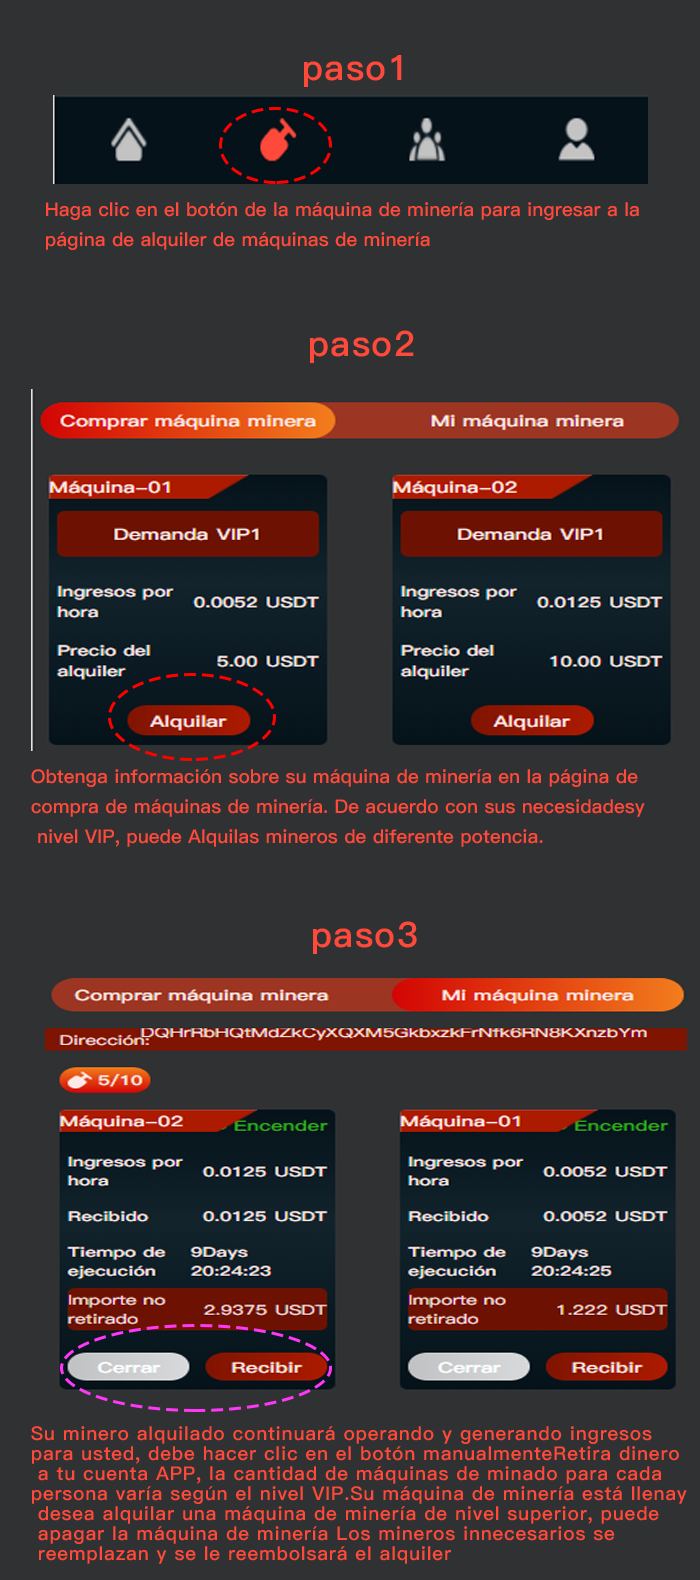 paso1
Haga clic en el botón de la máquina de minería para ingresar a la
página de alquiler de máquinas de minería
paso2
Comprar máquina minera
Mi máquina minera
Máquina-01
Máquina-02
Demanda VIP1
Demanda VIP1
Ingresos por
hora
0.0052 USDT
Ingresos por
hora
0.0125 USDT
Precio del
alquiler
5.00 USDT
Precio del
alquiler
10.00 USDT
Alquilar
Alquilar
Obtenga información sobre su máquina de minería en la página de
compra de máquinas de minería. De acuerdo con sus necesidadesy
nivel VIP, puede Alquilas mineros de diferente potencia.
paso3
Comprar máquina minera
Mi máquina minera
Dirección:DQHrRbHQtMdZkCyXQXM5GkbxzkFrNfk6RN8KXnzbYm
5/10
Máquina-02
Encender
Máquina-01
Encender
Ingresos por
hora
0.0125 USDT
Ingresos por
hora
0.0052 USDT
Recibido
0.0125 USDT
Recibido
0.0052 USDT
Tiempo de
ejecución
9Days
20:24:23
Tiempo de
ejecución
9Days
20:24:25
Importe no
retirado
2.9375 USDT
Importe no
retirado
1.222 USDT
Cerrar
Recibir
Cerrar
Recibir
Su minero alquilado continuará operando y generando ingresos
para usted, debe hacer clic en el botón manualmenteRetira dinero
a tu cuenta APP, la cantidad de máquinas de minado para cada
persona varía según el nivel VIP.Su máquina de minería está llenay
desea alquilar una máquina de minería de nivel superior, puede
apagar la máquina de minería Los mineros innecesarios se
reemplazan y se le reembolsará el alquiler